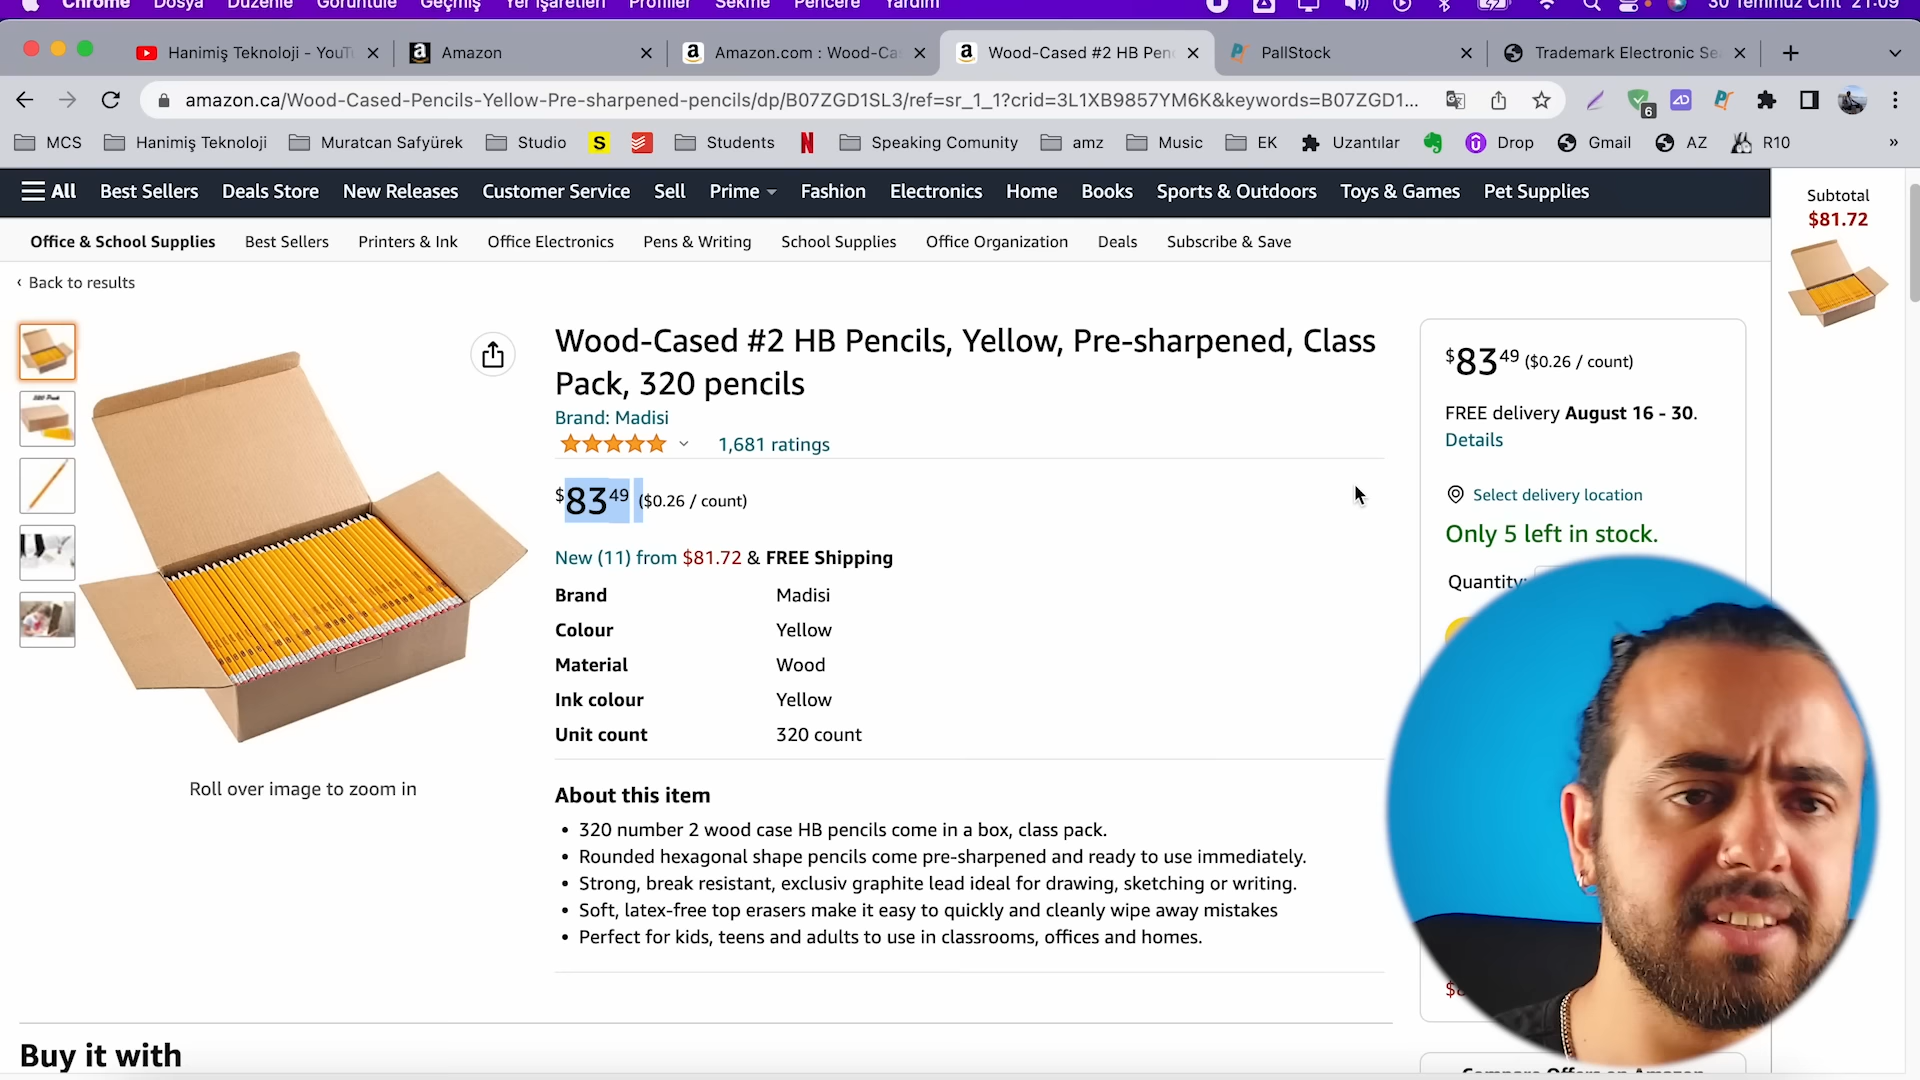 Chrome Dosya Düzenle Görüntüle Geçmiş Yer İşaretleri Profiller Sekme Pencere Yardım 30 Temmuz Cmt 21:09
Hanimiş Teknoloji - YouT
Amazon
Amazon.com : Wood-Ca
Wood-Cased #2 HB Pen
PallStock
Trademark Electronic Se
amazon.ca/Wood-Cased-Pencils-Yellow-Pre-sharpened-pencils/dp/B07ZGD1SL3/ref=sr_1_1?crid=3L1XB9857YM6K&keywords=B07ZGD1...
6
MCS Hanimiş Teknoloji Muratcan Safyürek Studio S Students N Speaking Comunity amz Music EK Uzantılar Drop Gmail AZ R10 »
All Best Sellers Deals Store New Releases Customer Service Sell Prime Fashion Electronics Home Books Sports & Outdoors Toys & Games Pet Supplies
Subtotal
$81.72
Office & School Supplies Best Sellers Printers & Ink Office Electronics Pens & Writing School Supplies Office Organization Deals Subscribe & Save
‹ Back to results
Wood-Cased #2 HB Pencils, Yellow, Pre-sharpened, Class
Pack, 320 pencils
Brand: Madisi
1,681 ratings
$83 49 ($0.26 / count)
New (11) from $81.72 & FREE Shipping
Brand Madisi
Colour Yellow
Material Wood
Ink colour Yellow
Unit count 320 count
About this item
• 320 number 2 wood case HB pencils come in a box, class pack.
• Rounded hexagonal shape pencils come pre-sharpened and ready to use immediately.
• Strong, break resistant, exclusiv graphite lead ideal for drawing, sketching or writing.
• Soft, latex-free top erasers make it easy to quickly and cleanly wipe away mistakes
• Perfect for kids, teens and adults to use in classrooms, offices and homes.
Roll over image to zoom in
$83 49 ($0.26 / count)
FREE delivery August 16 - 30.
Details
Select delivery location
Only 5 left in stock.
Quantity:
Buy it with
Compare Offers on Amazon